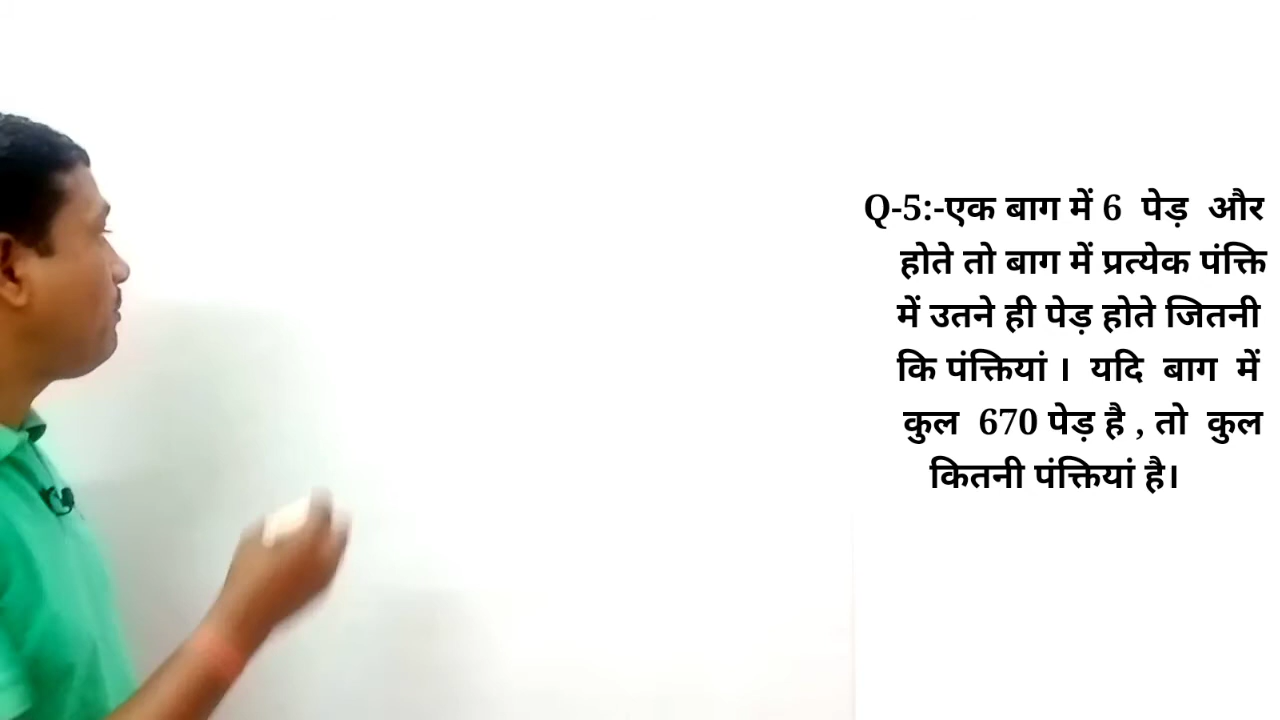 Q-5:-एक बाग में 6 पेड़ और
होते तो बाग में प्रत्येक पंक्ति
में उतने ही पेड़ होते जितनी
कि पंक्तियां । यदि बाग में
कुल 670 पेड़ है , तो कुल
कितनी पंक्तियां है।